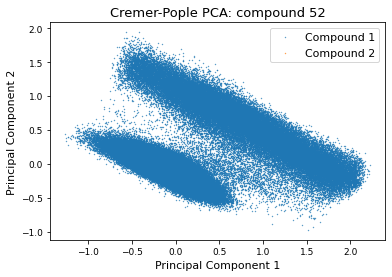 Cremer-Pople PCA: compound 52
Compound 1
Compound 2
Principal Component 2
2.0
1.5
1.0
0.5
0.0
−0.5
−1.0
−1.0 −0.5 0.0 0.5 1.0 1.5 2.0
Principal Component 1